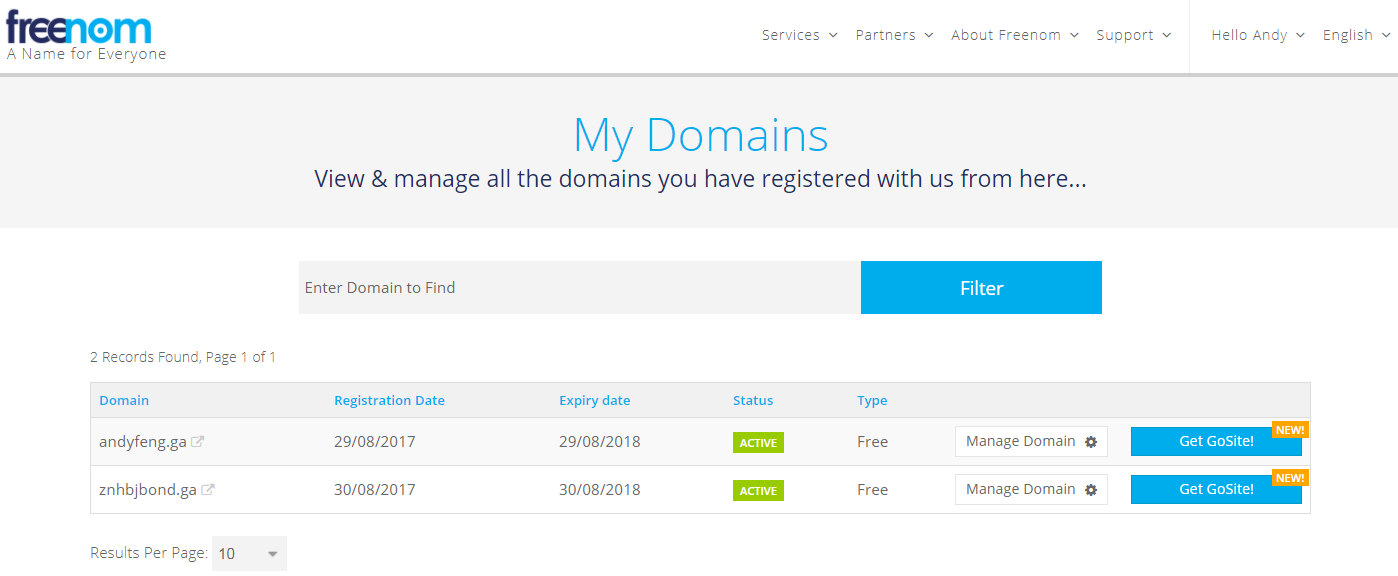 freenom
A Name for Everyone
Services Partners About Freenom Support Hello Andy English
My Domains
View & manage all the domains you have registered with us from here...
Enter Domain to Find Filter
2 Records Found, Page 1 of 1
Domain Registration Date Expiry date Status Type
andyfeng.ga 29/08/2017 29/08/2018 ACTIVE Free Manage Domain Get GoSite! NEW!
znhbjbond.ga 30/08/2017 30/08/2018 ACTIVE Free Manage Domain Get GoSite! NEW!
Results Per Page: 10